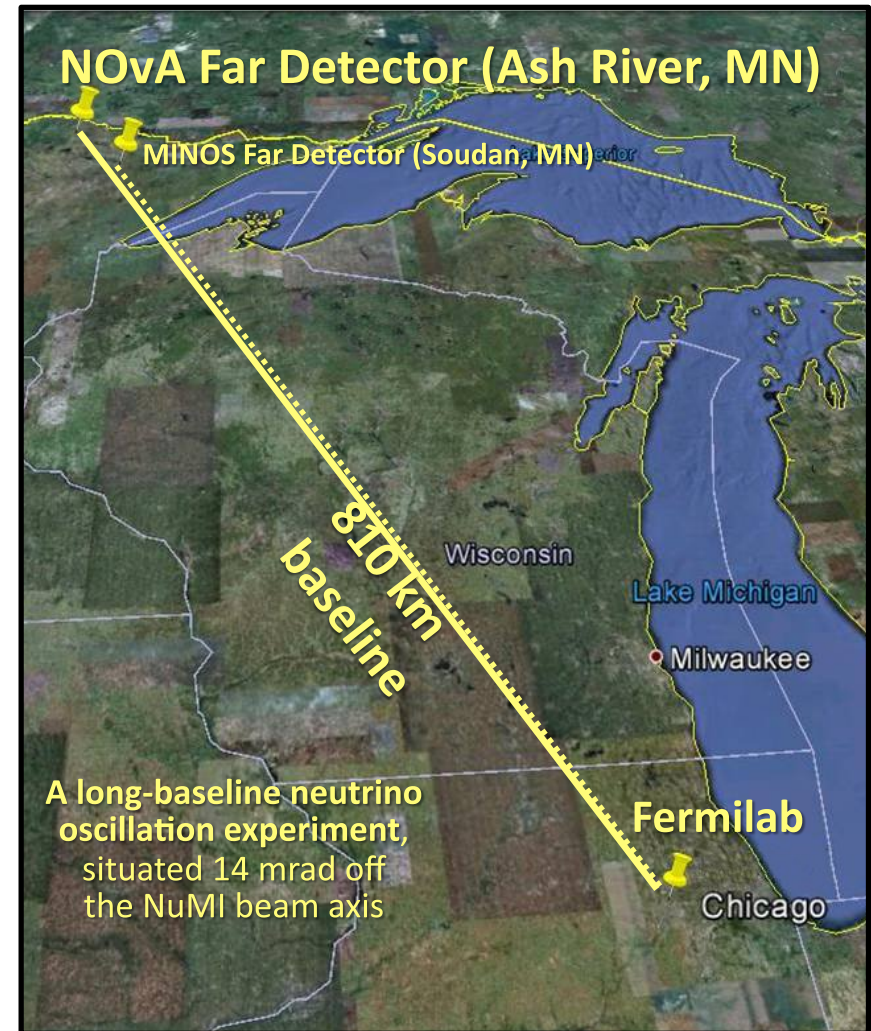 NOvA Far Detector (Ash River, MN)
MINOS Far Detector (Soudan, MN)
810 km
baseline
Wisconsin
Lake Michigan
Milwaukee
A long-baseline neutrino
oscillation experiment,
situated 14 mrad off
the NuMI beam axis
Fermilab
Chicago